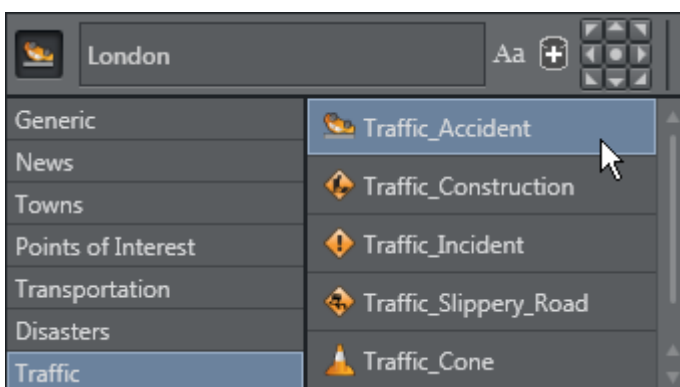 London
Aa
Generic
News
Towns
Points of Interest
Transportation
Disasters
Traffic
Traffic_Accident
Traffic_Construction
Traffic_Incident
Traffic_Slippery_Road
Traffic_Cone